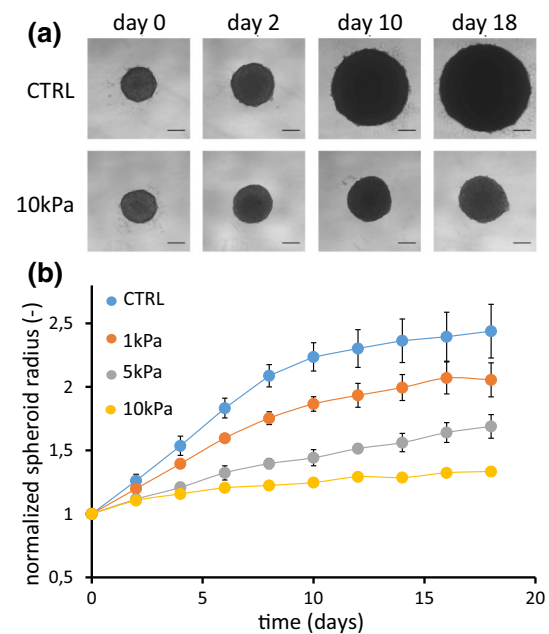 (a)
day 0 day 2 day 10 day 18
CTRL
10kPa
(b)
normalized spheroid radius (-)
2,5
2
1,5
1
0,5
CTRL
1kPa
5kPa
10kPa
0 5 10 15 20
time (days)